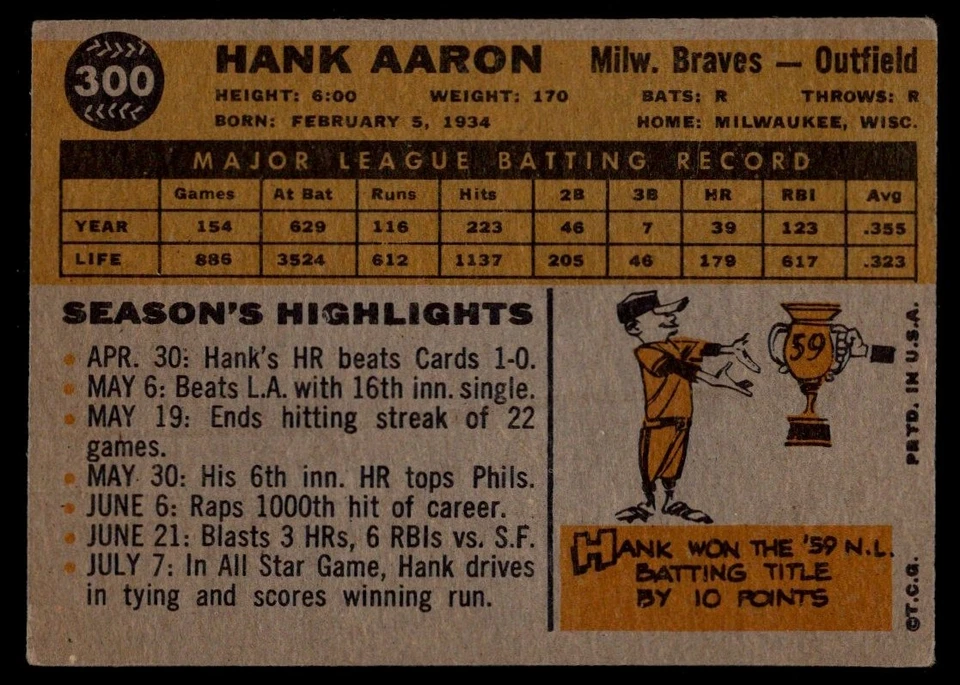 300
HANK AARON Milw. Braves — Outfield
HEIGHT: 6:00 WEIGHT: 170 BATS: R THROWS: R
BORN: FEBRUARY 5, 1934 HOME: MILWAUKEE, WISC.
MAJOR LEAGUE BATTING RECORD
Games At Bat Runs Hits 2B 3B HR RBI Avg
YEAR 154 629 116 223 46 7 39 123 .355
LIFE 886 3524 612 1137 205 46 179 617 .323
SEASON'S HIGHLIGHTS
• APR. 30: Hank's HR beats Cards 1-0.
• MAY 6: Beats L.A. with 16th inn. single.
• MAY 19: Ends hitting streak of 22
games.
• MAY 30: His 6th inn. HR tops Phils.
• JUNE 6: Raps 1000th hit of career.
• JUNE 21: Blasts 3 HRs, 6 RBIs vs. S.F.
• JULY 7: In All Star Game, Hank drives
in tying and scores winning run.
59
HANK WON THE '59 N.L.
BATTING TITLE
BY 10 POINTS
©T.C.G. PRTD. IN U.S.A.